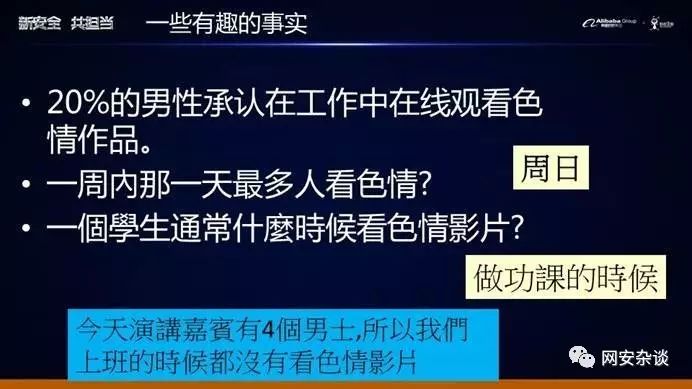 新安全 共担当
一些有趣的事实
Alibaba Group
20%的男性承认在工作中在线观看色
情作品。
一周内那一天最多人看色情?
周日
一個學生通常什麼時候看色情影片?
做功課的時候
今天演講嘉賓有4個男士,所以我們
上班的時候都沒有看色情影片
网安杂谈